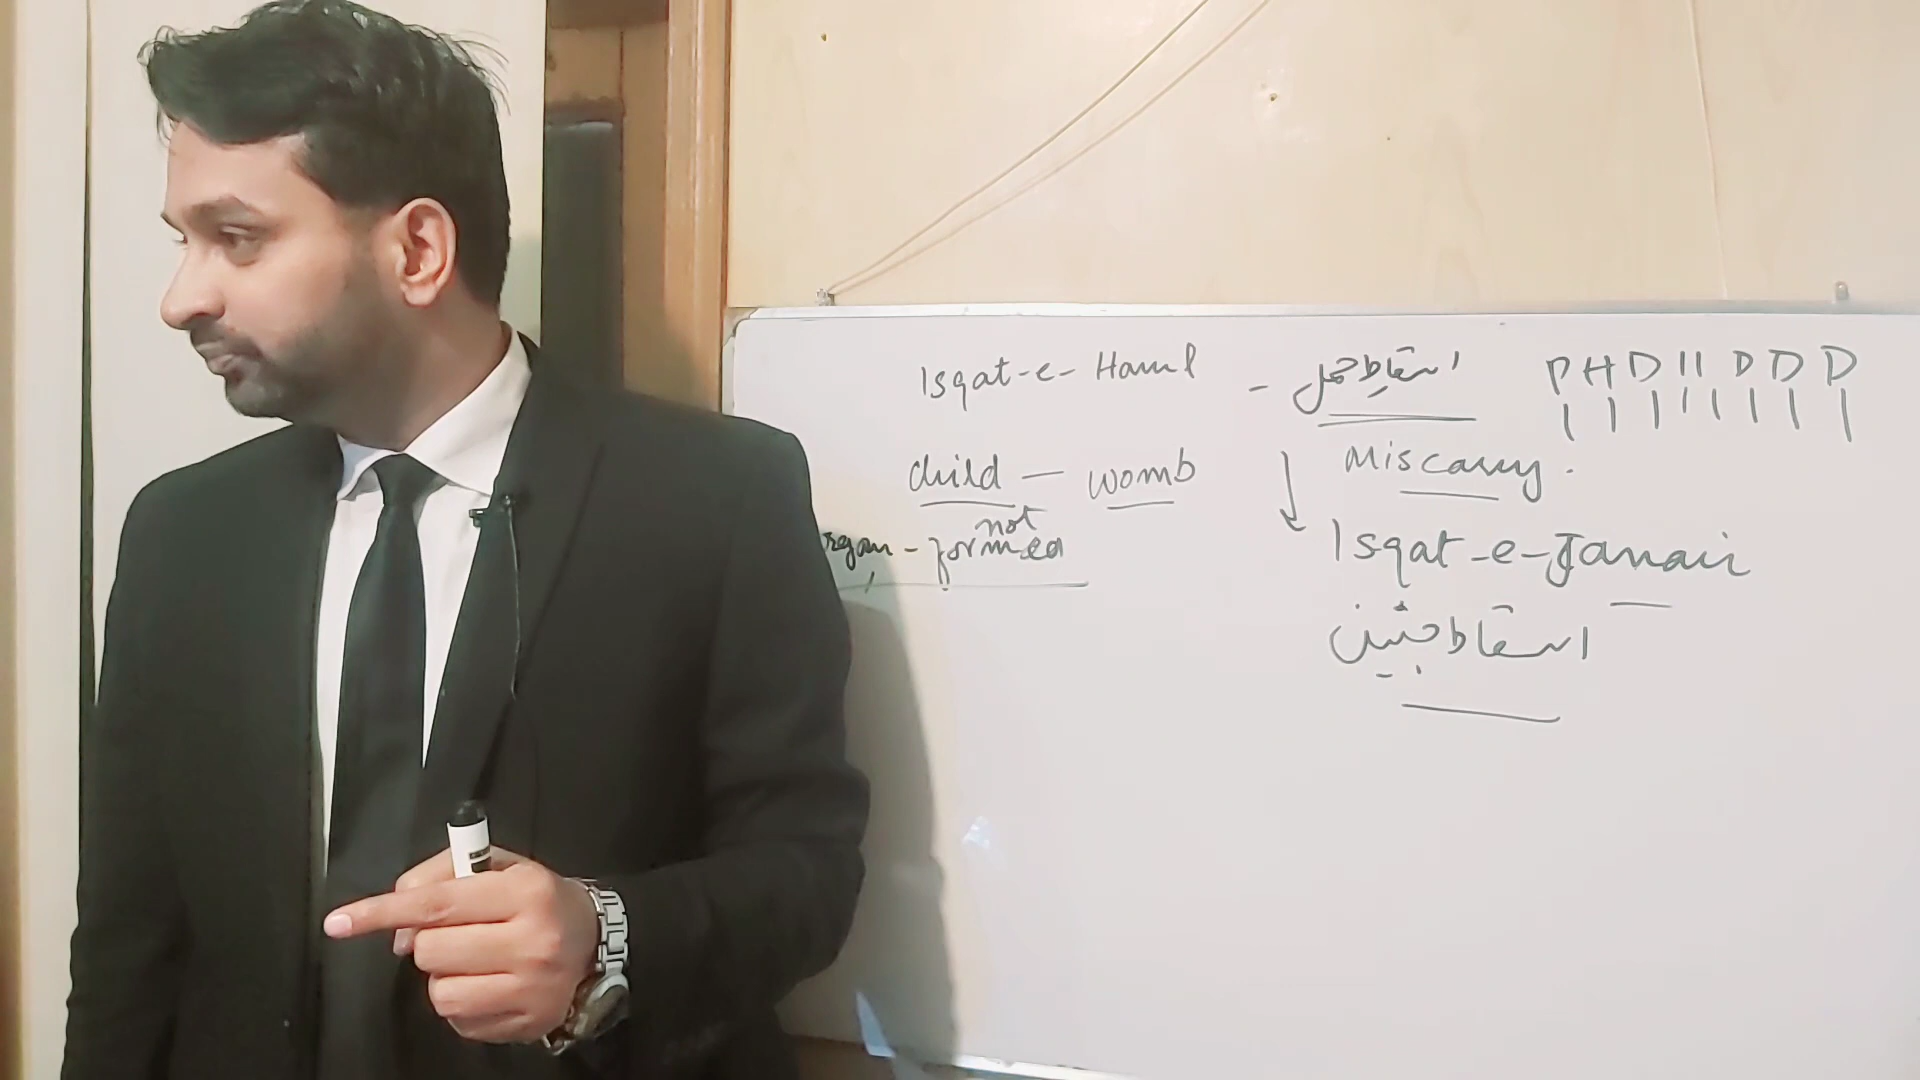 Isqat-e-Haml - اسقاط حمل PHDIIDDD
Miscarry.
child — womb
organ - not formed
Isqat-e-Janain
اسقاط جنین